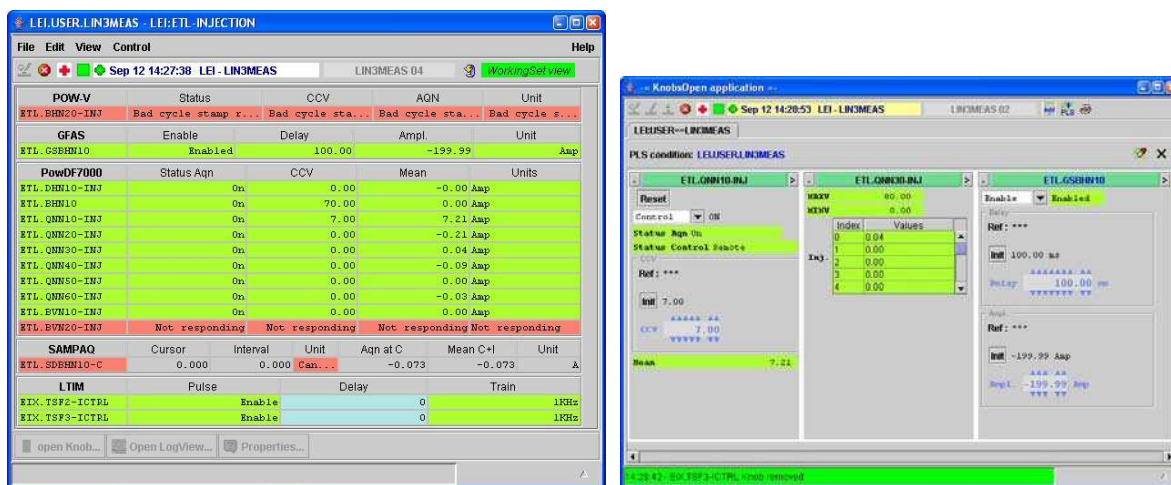 LEI.USER.LIN3MEAS - LEI:ETL-INJECTION
File Edit View Control Help
Sep 12 14:27:38 LEI - LIN3MEAS LIN3MEAS 04 WorkingSet view
POW-V Status CCV AQN Unit
ETL.BHN20-INJ Bad cycle stamp r... Bad cycle sta... Bad cycle sta... Bad cycle s...
GFAS Enable Delay Ampl. Unit
ETL.GSBHN10 Enabled 100.00 -199.99 Amp
PowDF7000 Status Aqn CCV Mean Units
ETL.DHN10-INJ On 0.00 -0.00 Amp
ETL.BHN10 On 70.00 0.00 Amp
ETL.QNN10-INJ On 7.00 7.21 Amp
ETL.QNN20-INJ On 0.00 -0.21 Amp
ETL.QNN30-INJ On 0.00 0.04 Amp
ETL.QNN40-INJ On 0.00 -0.09 Amp
ETL.QNN50-INJ On 0.00 0.00 Amp
ETL.QNN60-INJ On 0.00 -0.03 Amp
ETL.BVN10-INJ On 0.00 0.00 Amp
ETL.BVN20-INJ Not responding Not responding Not responding Not responding
SAMPAQ Cursor Interval Unit Aqn at C Mean C+I Unit
ETL.SDBHN10-C 0.000 0.000 Can... -0.073 -0.073 A
LTIM Pulse Delay Train
EIX.TSF2-ICTRL Enable 0 1KHz
EIX.TSF3-ICTRL Enable 0 1KHz
open Knob... Open LogView... Properties...
-= KnobsOpen application =-
Sep 12 14:28:53 LEI - LIN3MEAS LIN3MEAS 02
LEI:USER==LIN3MEAS
PLS condition: LEI.USER.LIN3MEAS
ETL.QNN10-INJ
Reset
Control ON
Status Aqn On
Status Control Remote
CCV
Ref : ***
Init 7.00
CCV 7.00
Mean 7.21
ETL.QNN30-INJ
MAXV 80.00
MINV 0.00
Index Values
Inj.
0 0.04
1 0.00
2 0.00
3 0.00
4 0.00
ETL.GSBHN10
Enable Enabled
Delay
Ref : ***
Init 100.00 ms
Delay 100.00 ms
Ampl.
Ref : ***
Init -199.99 Amp
Ampl. -199.99 Amp
14:28:42 - EIX.TSF3-ICTRL Knob removed